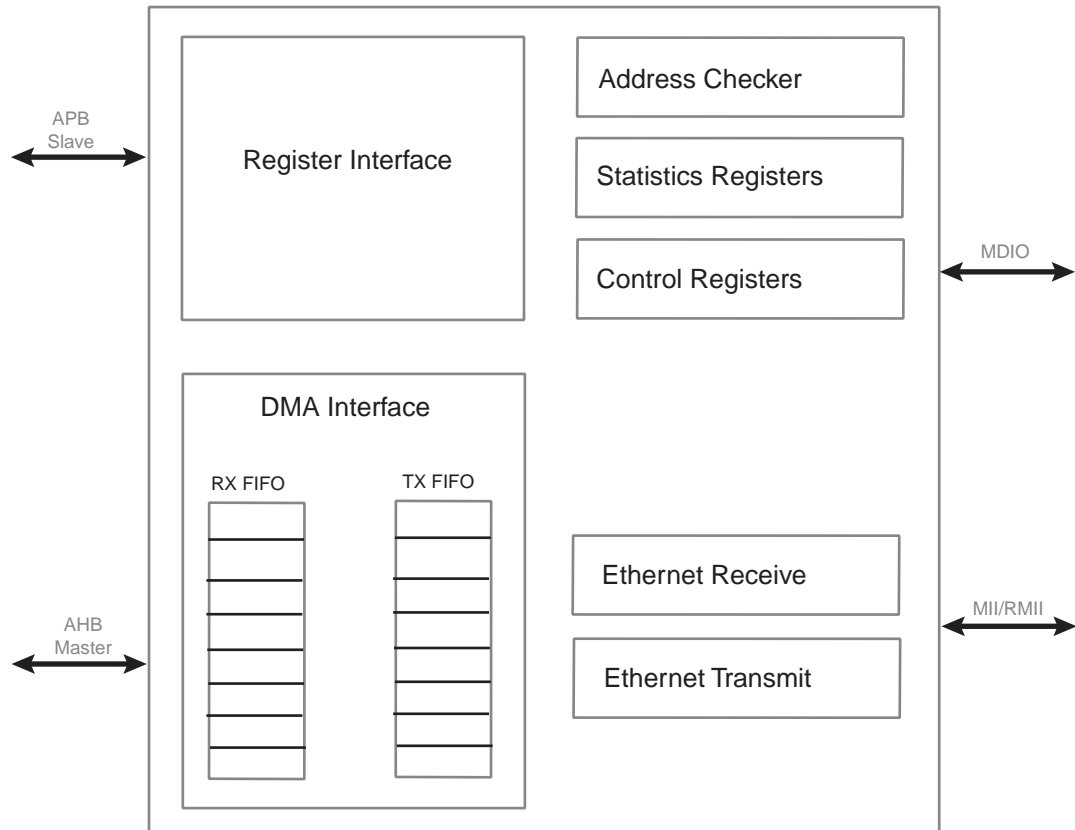 Address Checker
APB
Slave
Register Interface
Statistics Registers
MDIO
Control Registers
DMA Interface
RX FIFO
TX FIFO
Ethernet Receive
MII/RMII
AHB
Master
Ethernet Transmit